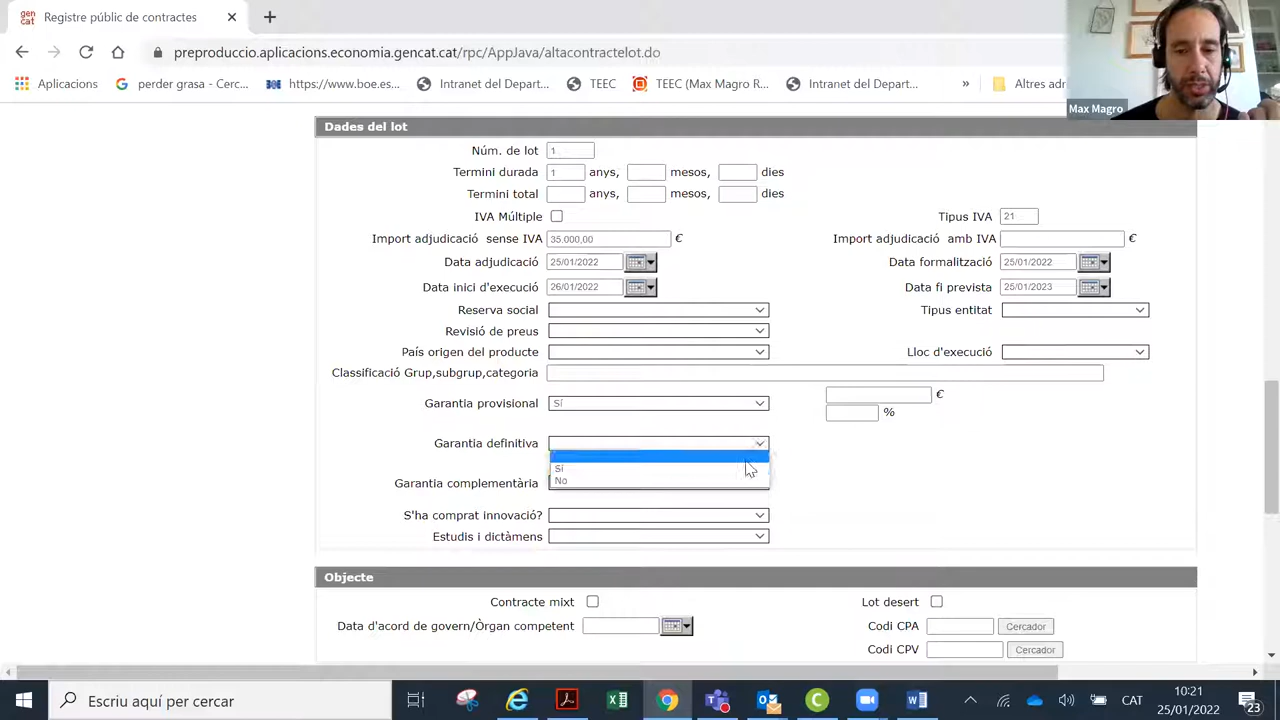 gen
cat
Registre públic de contractes
preproduccio.aplicacions.economia.gencat.cat/rpc/AppJava/altacontractelot.do
Aplicacions
perder grasa - Cerc...
https://www.boe.es...
Intranet del Depart...
TEEC
TEEC (Max Magro R...
Intranet del Depart...
»
Altres adr
Max Magro
Dades del lot
Núm. de lot 1
Termini durada 1 anys, mesos, dies
Termini total anys, mesos, dies
IVA Múltiple Tipus IVA 21
Import adjudicació sense IVA 35.000,00 € Import adjudicació amb IVA €
Data adjudicació 25/01/2022 Data formalització 25/01/2022
Data inici d'execució 26/01/2022 Data fi prevista 25/01/2023
Reserva social Tipus entitat
Revisió de preus
País origen del producte Lloc d'execució
Classificació Grup,subgrup,categoria
Garantia provisional Sí €
%
Garantia definitiva
Sí
No
Garantia complementària
S'ha comprat innovació?
Estudis i dictàmens
Objecte
Contracte mixt Lot desert
Data d'acord de govern/Òrgan competent Codi CPA Cercador
Codi CPV Cercador
Escriu aquí per cercar
CAT
10:21
25/01/2022
23